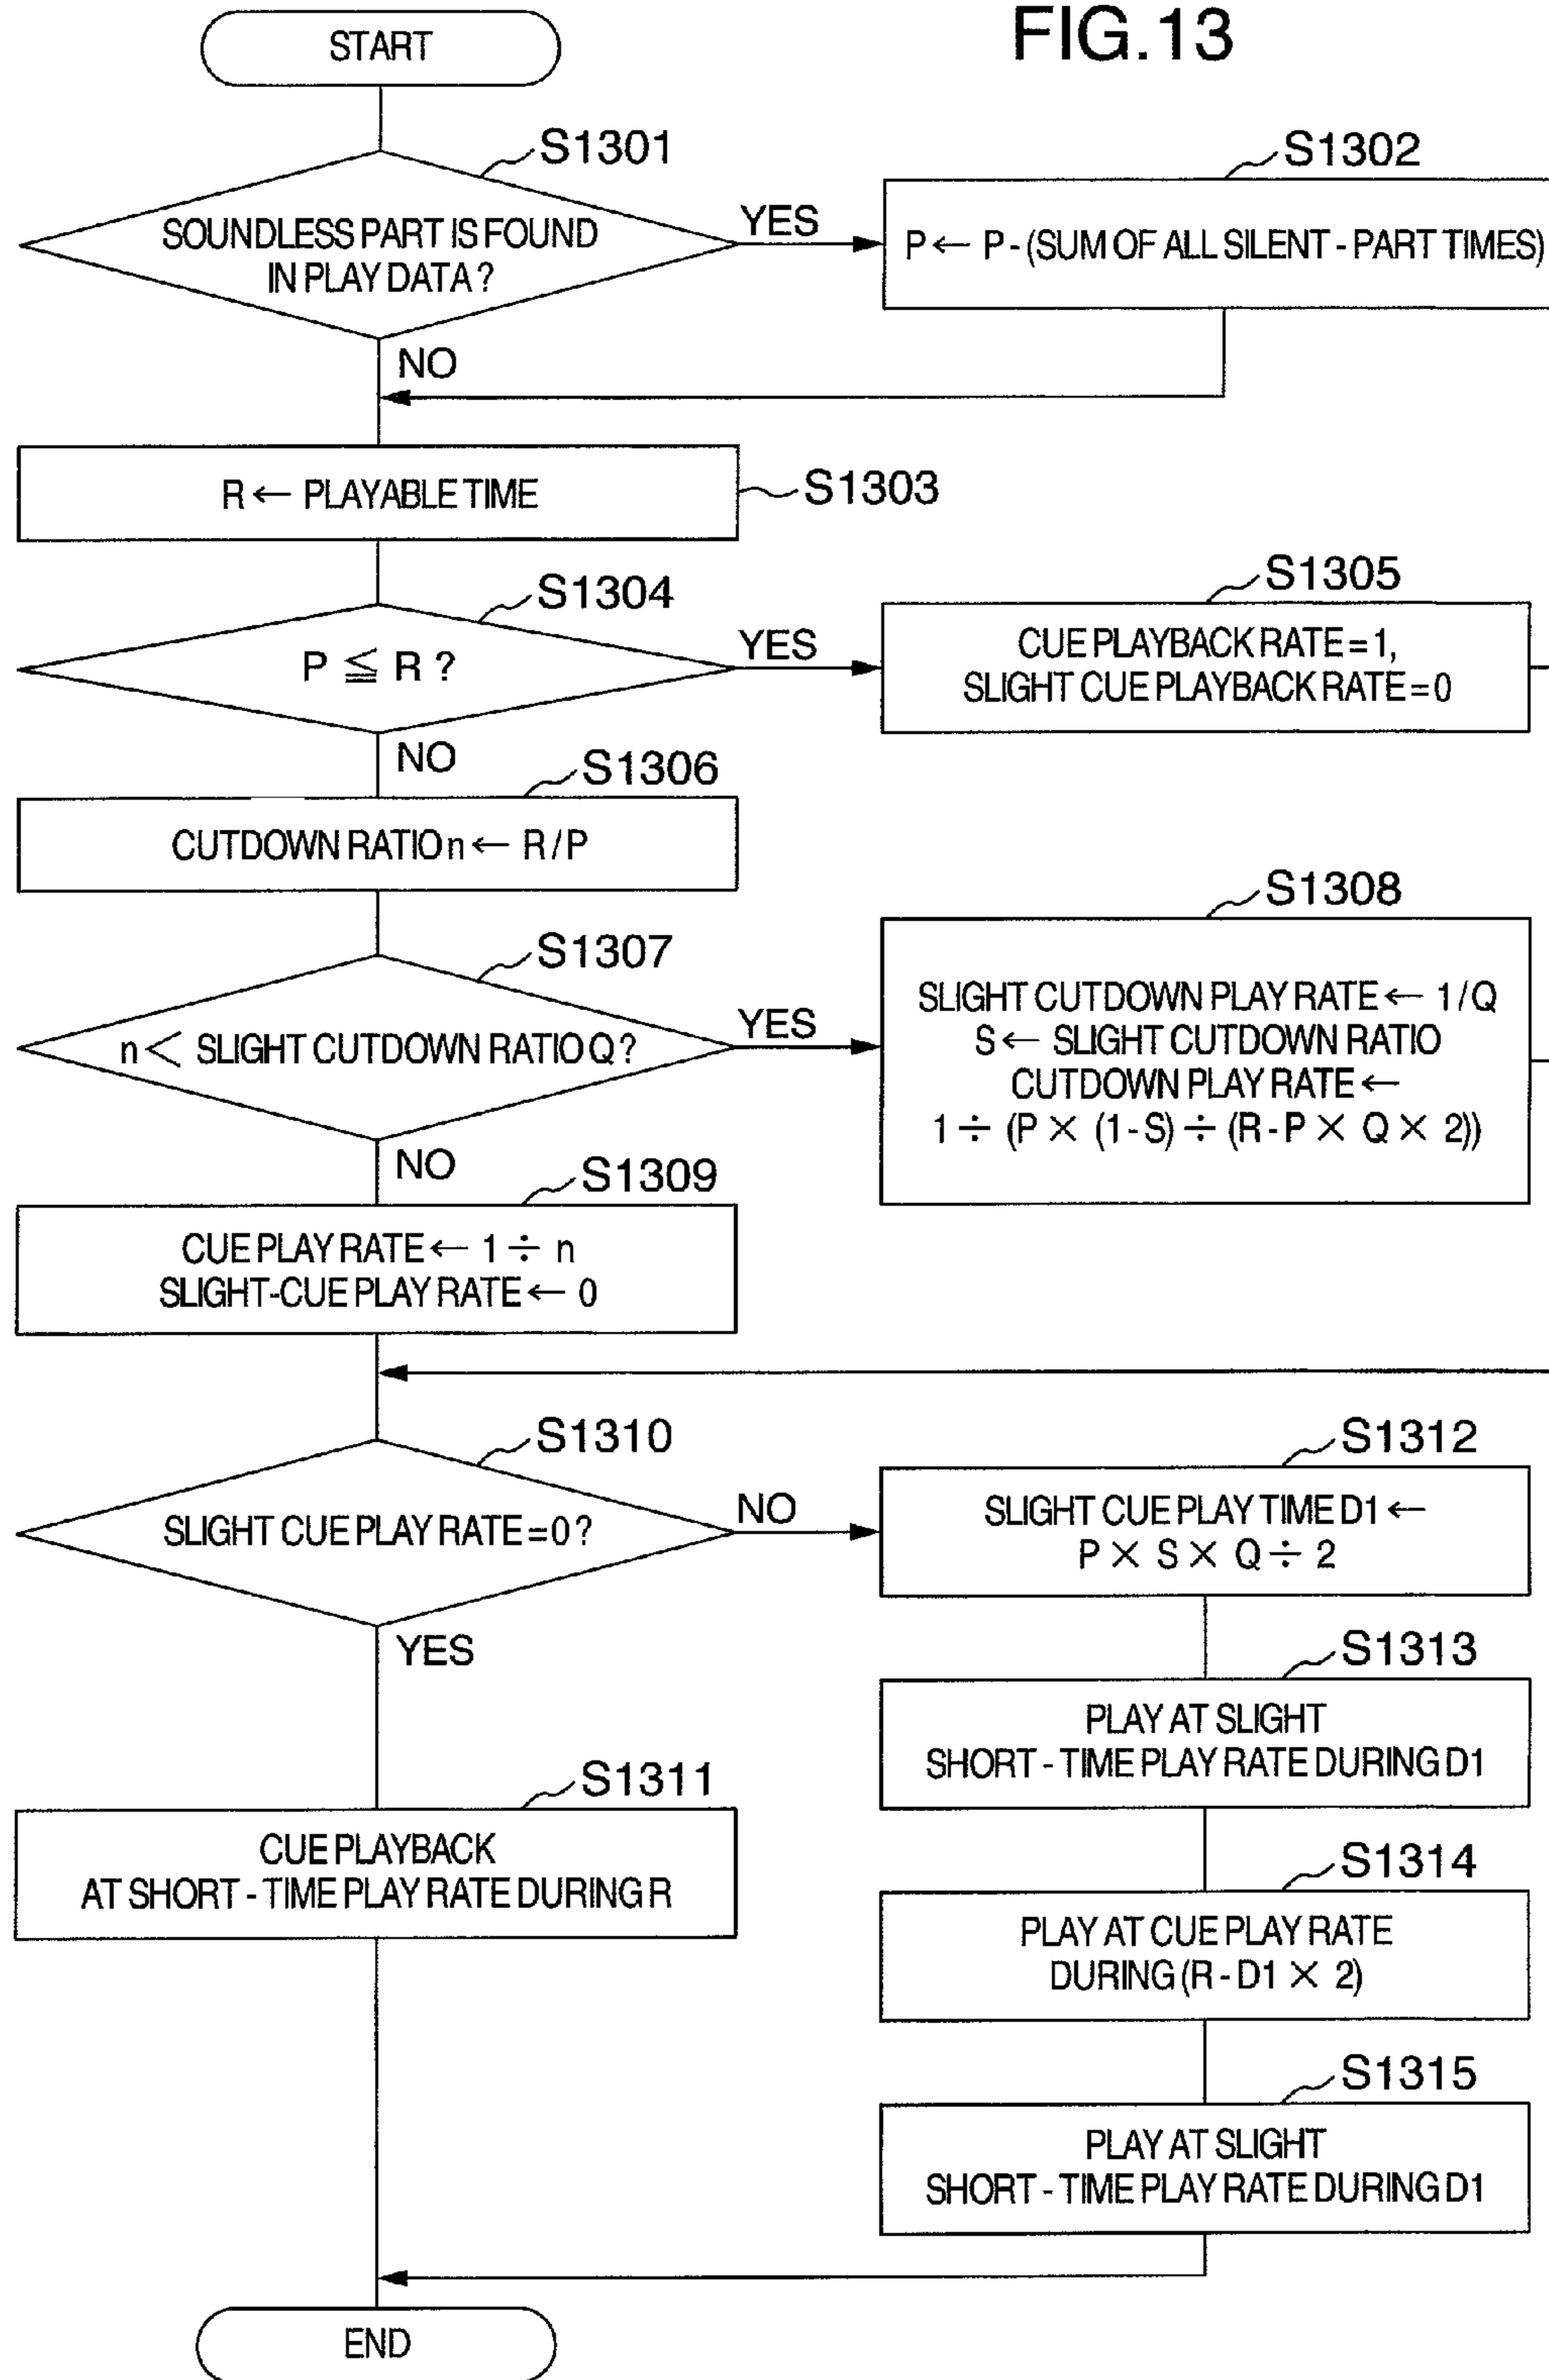 FIG.13
START
S1301
SOUNDLESS PART IS FOUND
IN PLAY DATA?
YES
NO
S1302
P ← P - (SUM OF ALL SILENT - PART TIMES)
R ← PLAYABLE TIME
S1303
S1304
P ≦ R ?
YES
NO
S1305
CUE PLAYBACK RATE = 1,
SLIGHT CUE PLAYBACK RATE = 0
S1306
CUTDOWN RATIO n ← R / P
S1307
n < SLIGHT CUTDOWN RATIO Q?
YES
NO
S1308
SLIGHT CUTDOWN PLAY RATE ← 1 / Q
S ← SLIGHT CUTDOWN RATIO
CUTDOWN PLAY RATE ←
1 ÷ (P × (1 - S) ÷ (R - P × Q × 2))
S1309
CUE PLAY RATE ← 1 ÷ n
SLIGHT-CUE PLAY RATE ← 0
S1310
SLIGHT CUE PLAY RATE = 0?
NO
YES
S1311
CUE PLAYBACK
AT SHORT - TIME PLAY RATE DURING R
S1312
SLIGHT CUE PLAY TIME D1 ←
P × S × Q ÷ 2
S1313
PLAY AT SLIGHT
SHORT - TIME PLAY RATE DURING D1
S1314
PLAY AT CUE PLAY RATE
DURING (R - D1 × 2)
S1315
PLAY AT SLIGHT
SHORT - TIME PLAY RATE DURING D1
END